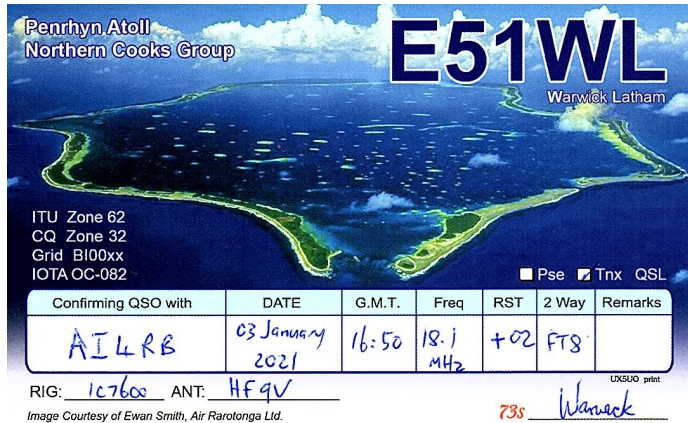 Penrhyn Atoll
Northern Cooks Group
E51WL
Warwick Latham
ITU Zone 62
CQ Zone 32
Grid BI00xx
IOTA OC-082
Pse Tnx QSL
Confirming QSO with DATE G.M.T. Freq RST 2 Way Remarks
AI4RB 03 January 2021 16:50 18.1 MHz +02 FT8
UX5UO print
RIG: IC7600 ANT: HF9V
Image Courtesy of Ewan Smith, Air Rarotonga Ltd.
73s Warwick